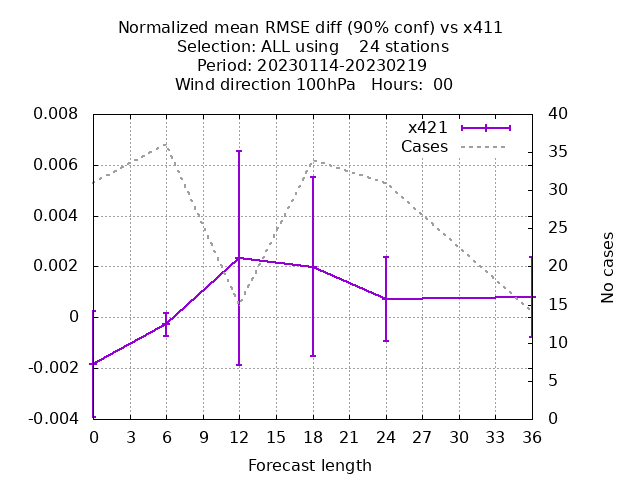 Normalized mean RMSE diff (90% conf) vs x411
Selection: ALL using    24 stations
Period: 20230114-20230219
Wind direction 100hPa   Hours:  00
0.008
0.006
0.004
0.002
0
-0.002
-0.004
x421
Cases
40
35
30
25
20
15
10
5
0
No cases
0 3 6 9 12 15 18 21 24 27 30 33 36
Forecast length